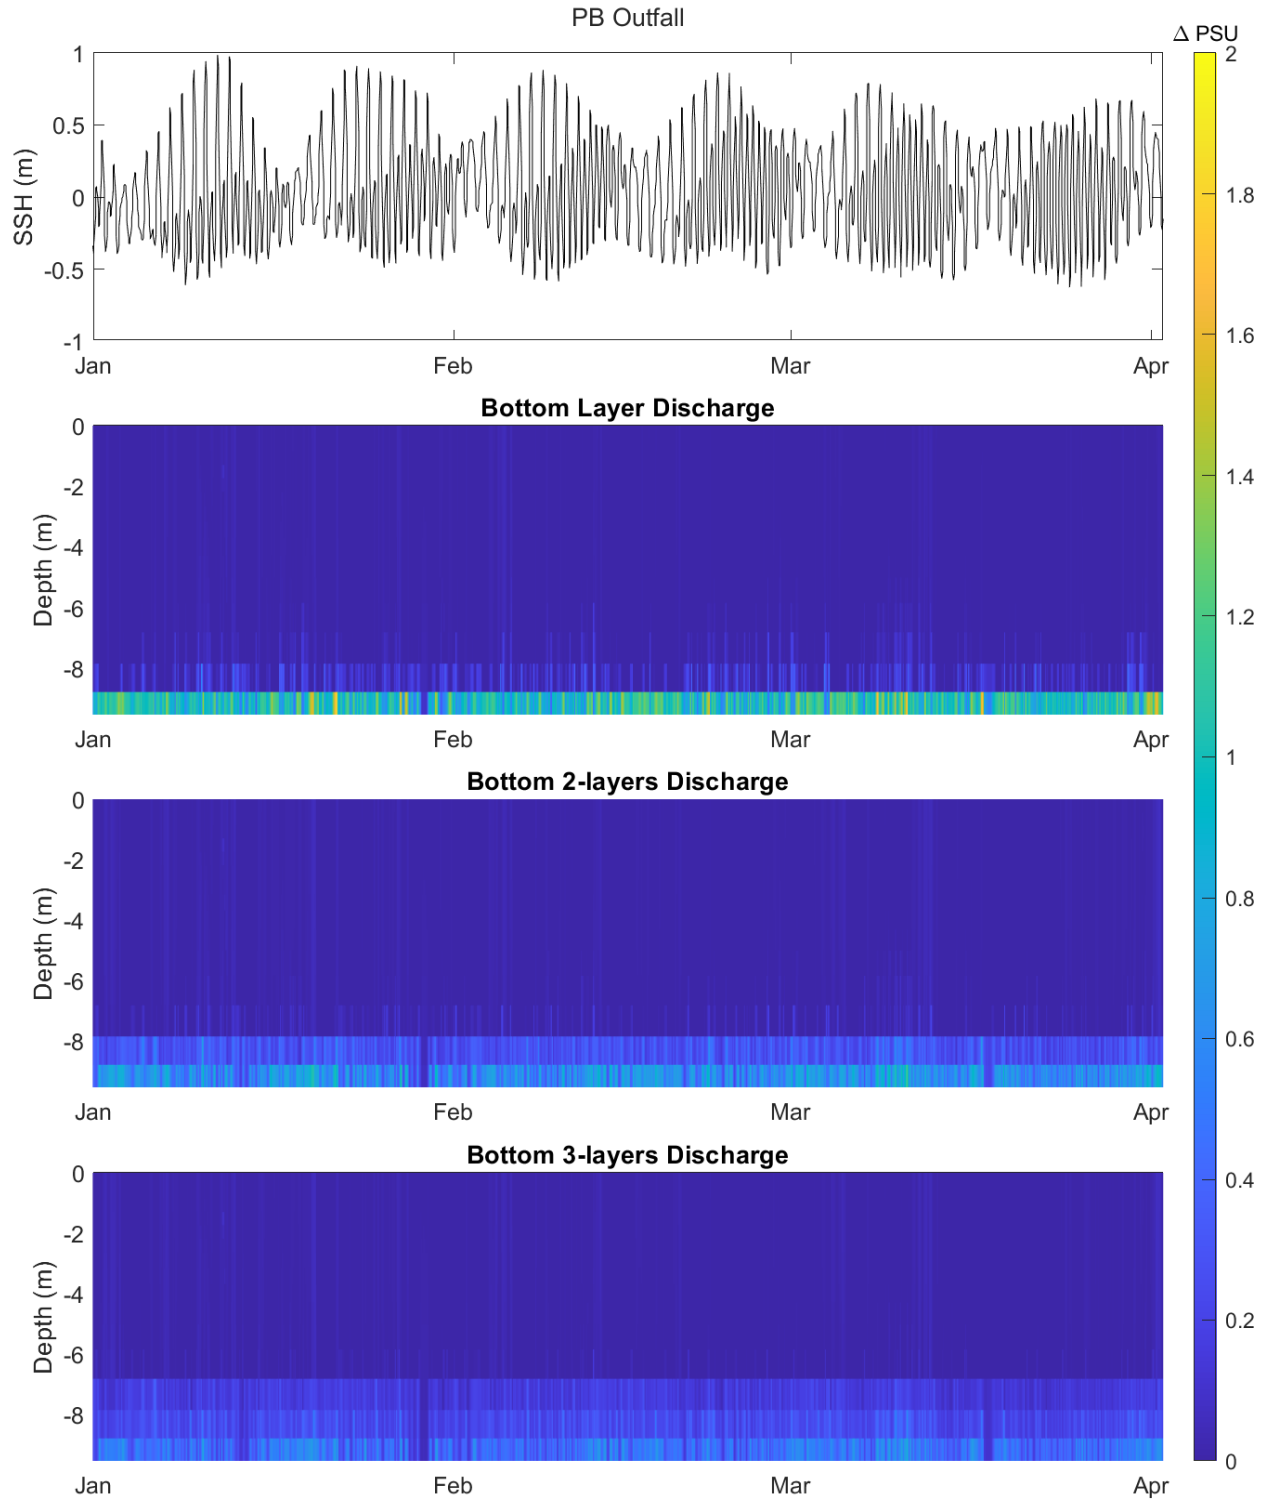 PB Outfall
Δ PSU
1
0.5
0
-0.5
-1
SSH (m)
Jan Feb Mar Apr
Bottom Layer Discharge
0
-2
-4
-6
-8
Depth (m)
Jan Feb Mar Apr
Bottom 2-layers Discharge
0
-2
-4
-6
-8
Depth (m)
Jan Feb Mar Apr
Bottom 3-layers Discharge
0
-2
-4
-6
-8
Depth (m)
Jan Feb Mar Apr
2
1.8
1.6
1.4
1.2
1
0.8
0.6
0.4
0.2
0